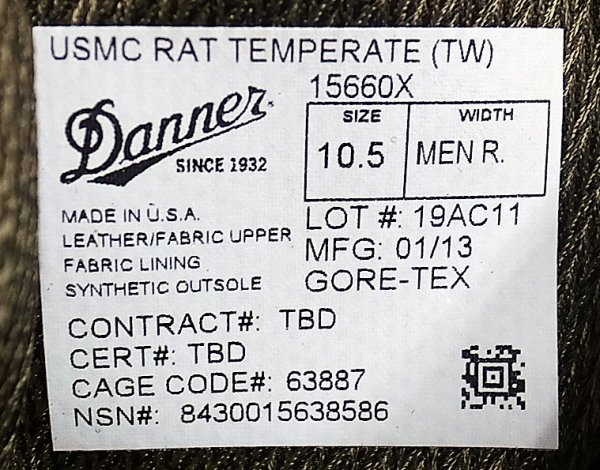 USMC RAT TEMPERATE (TW)
15660X
Danner
SINCE 1932
SIZE WIDTH
10.5 MEN R.
MADE IN U.S.A.
LEATHER/FABRIC UPPER
FABRIC LINING
SYNTHETIC OUTSOLE
LOT #: 19AC11
MFG: 01/13
GORE-TEX
CONTRACT#: TBD
CERT#: TBD
CAGE CODE#: 63887
NSN#: 8430015638586